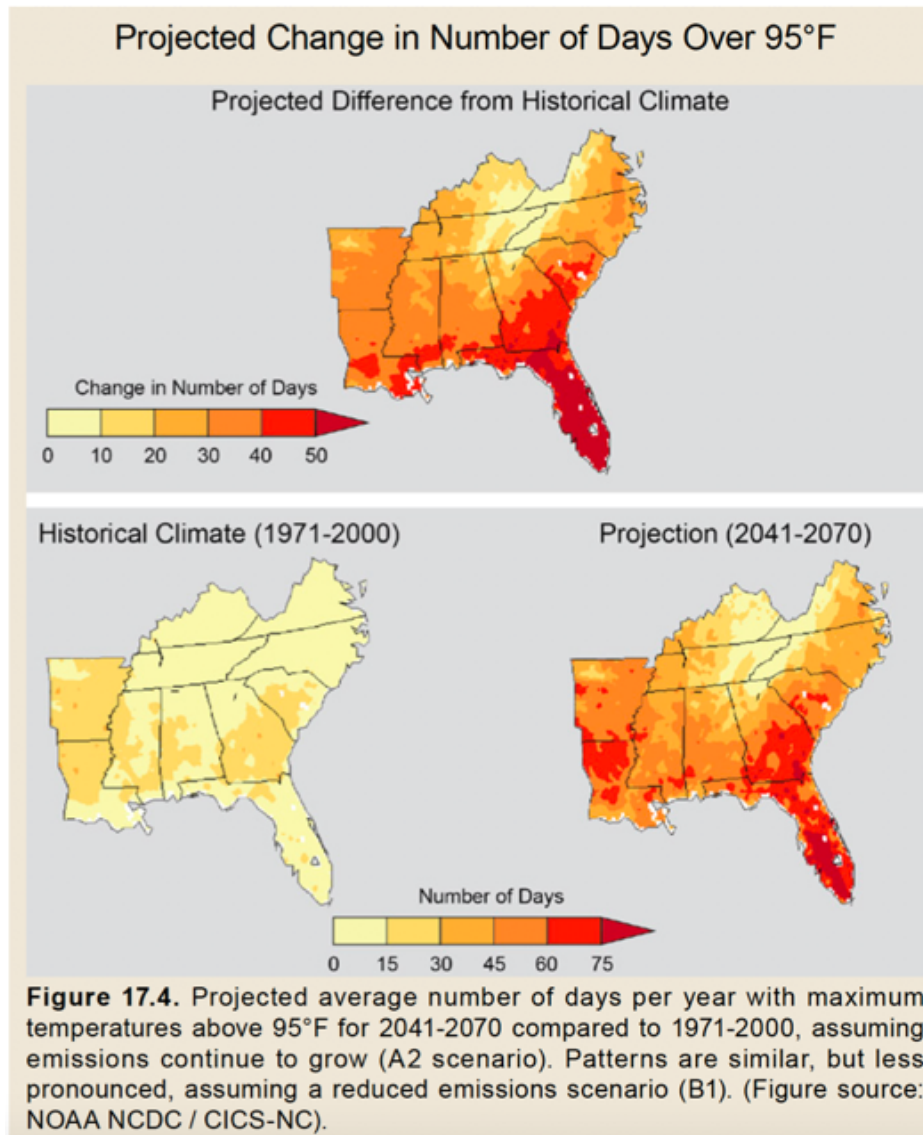 Projected Change in Number of Days Over 95°F
Projected Difference from Historical Climate
Change in Number of Days
0 10 20 30 40 50
Historical Climate (1971-2000)
Projection (2041-2070)
Number of Days
0 15 30 45 60 75
Figure 17.4. Projected average number of days per year with maximum
temperatures above 95°F for 2041-2070 compared to 1971-2000, assuming
emissions continue to grow (A2 scenario). Patterns are similar, but less
pronounced, assuming a reduced emissions scenario (B1). (Figure source:
NOAA NCDC / CICS-NC).